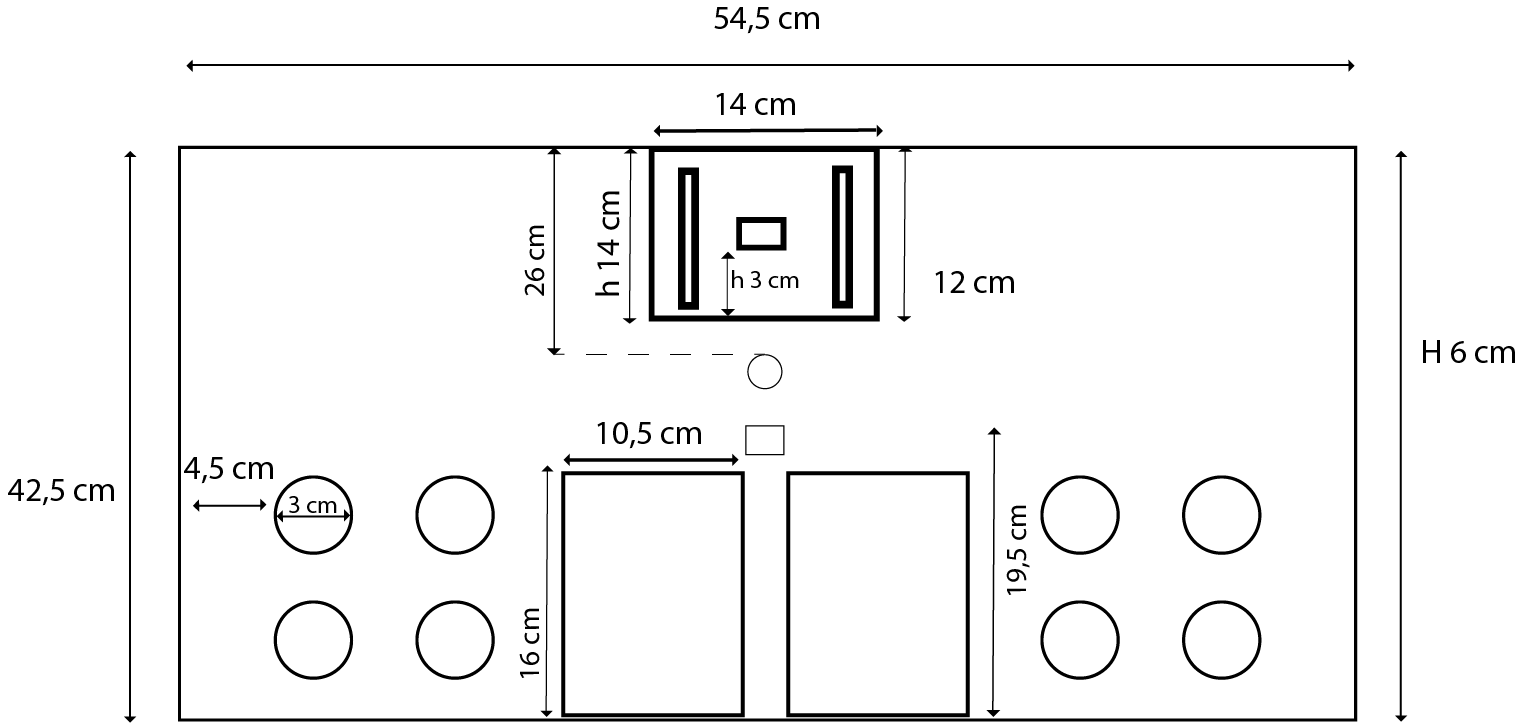 54,5 cm
14 cm
26 cm
h 14 cm
h 3 cm
12 cm
H 6 cm
10,5 cm
4,5 cm
3 cm
42,5 cm
19,5 cm
16 cm